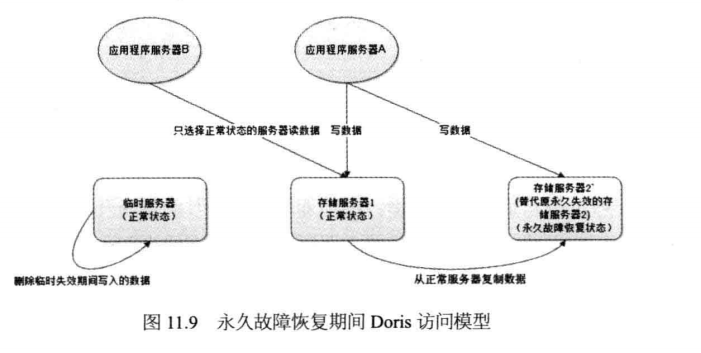 应用程序服务器B
应用程序服务器A
只选择正常状态的服务器读数据
写数据
写数据
临时服务器
(正常状态)
存储服务器1
(正常状态)
存储服务器2`
(替代原永久失效的存
储服务器2)
(永久故障恢复状态)
删除临时失效期间写入的数据
从正常服务器复制数据
图 11.9 永久故障恢复期间 Doris 访问模型